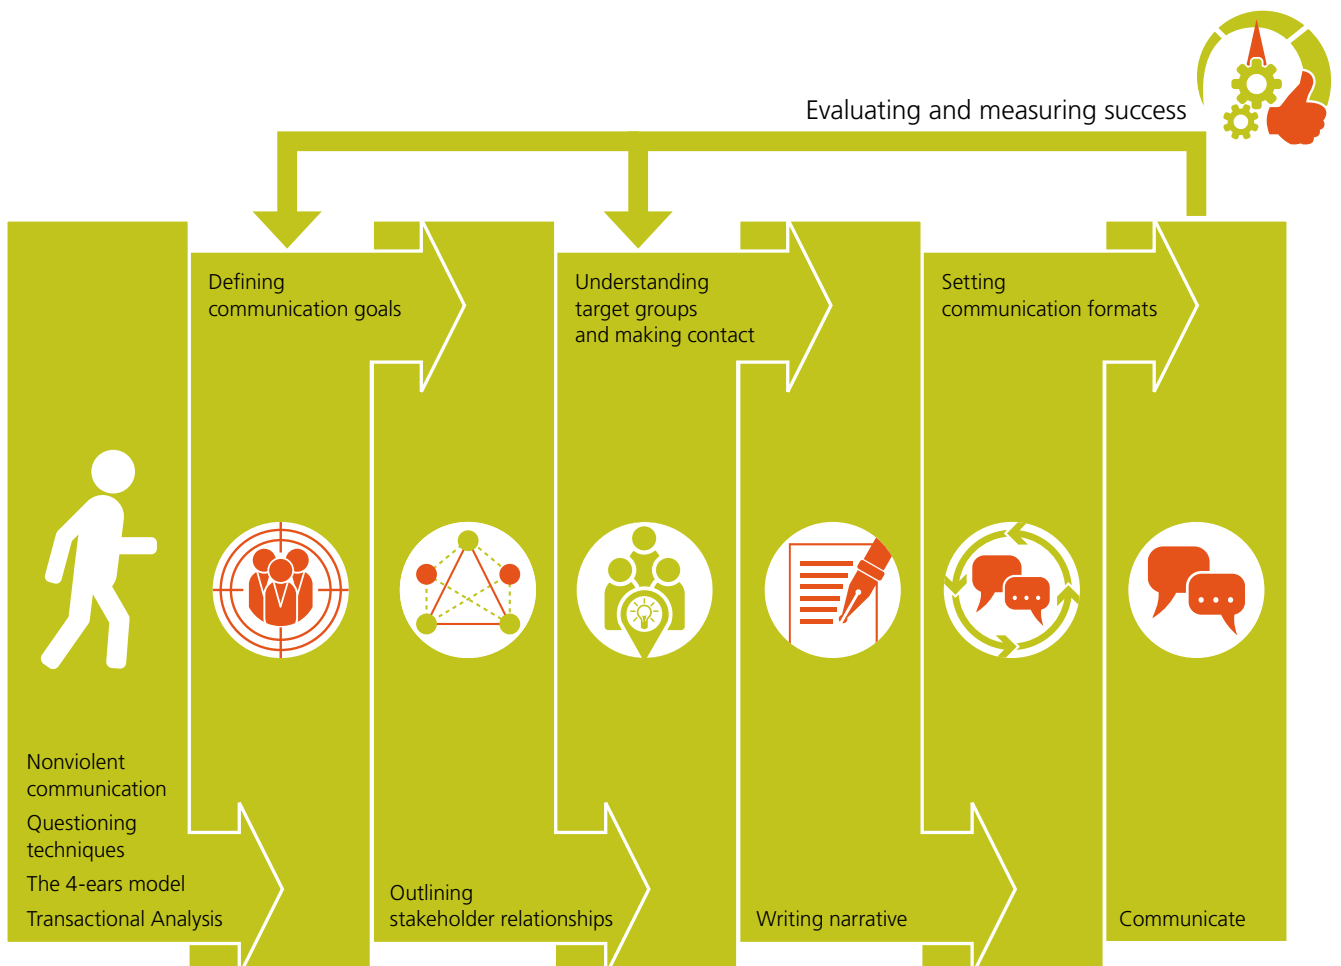 Evaluating and measuring success
Defining
communication goals
Understanding
target groups
and making contact
Setting
communication formats
Nonviolent
communication
Questioning
techniques
The 4-ears model
Transactional Analysis
Outlining
stakeholder relationships
Writing narrative
Communicate